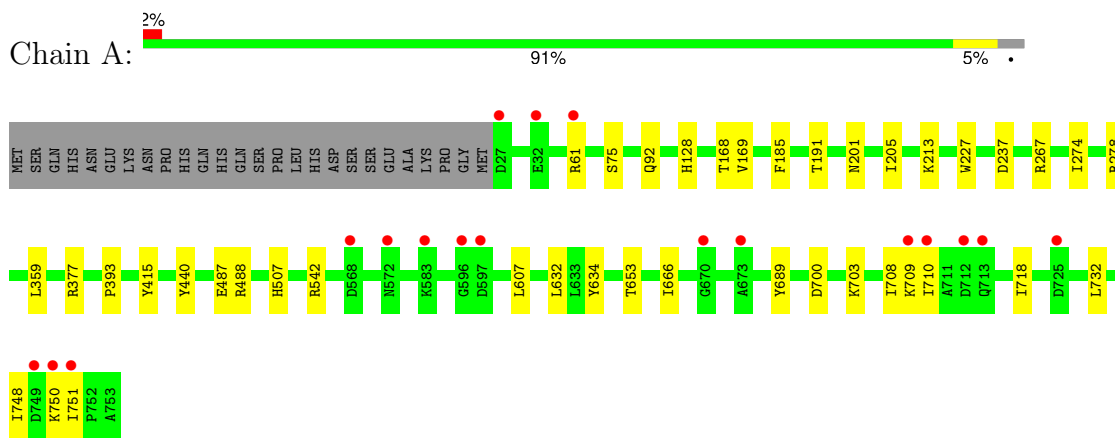 2%
Chain A:
91% 5% •
MET SER GLN HIS ASN GLU LYS ASN PRO HIS GLN HIS GLN SER PRO LEU HIS ASP SER SER GLU ALA LYS PRO GLY MET D27 E32 R61 S75 Q92 H128 T168 V169 F185 T191 N201 I205 K213 W227 D237 R267 I274 R278
L359 R377 P393 Y415 Y440 E487 R488 H507 R542 D568 N572 K583 G596 D597 L607 L632 L633 Y634 T653 I666 G670 A673 Y689 D700 K703 I708 K709 I710 A711 D712 Q713 I718 D725 L732
I748 D749 K750 I751 P752 A753